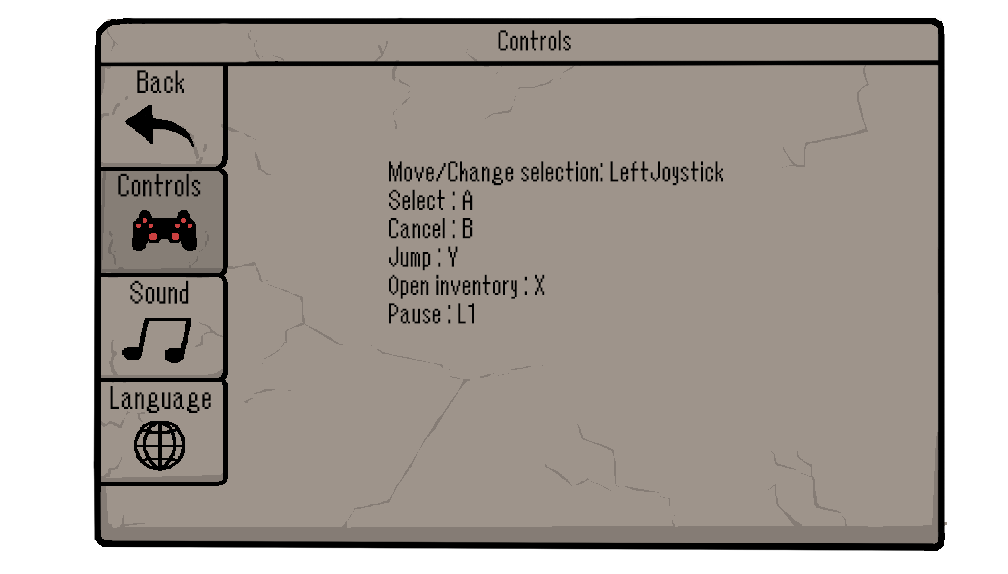 Controls
Back
Controls
Sound
Language
Move/Change selection: LeftJoystick
Select : A
Cancel : B
Jump : Y
Open inventory : X
Pause : L1